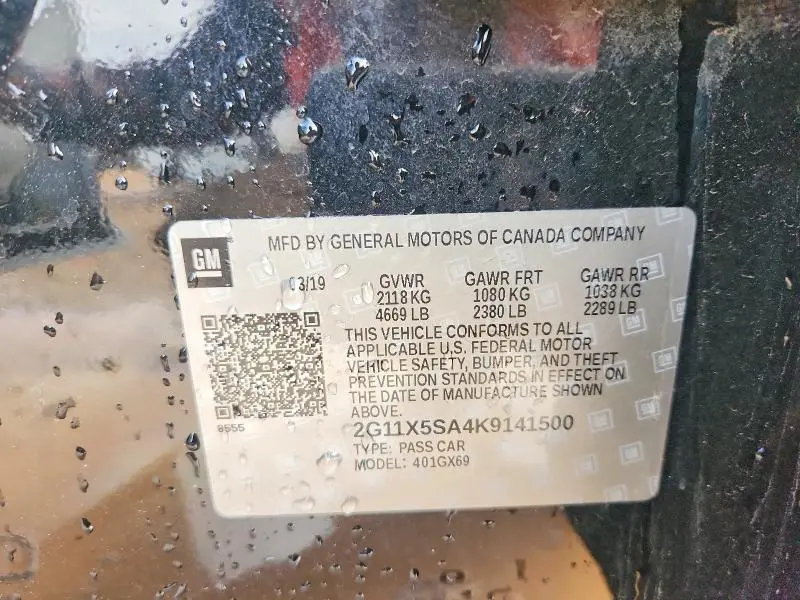 GM
MFD BY GENERAL MOTORS OF CANADA COMPANY
03/19 GVWR GAWR FRT GAWR RR
2118 KG 1080 KG 1038 KG
4669 LB 2380 LB 2289 LB
THIS VEHICLE CONFORMS TO ALL
APPLICABLE U.S. FEDERAL MOTOR
VEHICLE SAFETY, BUMPER, AND THEFT
PREVENTION STANDARDS IN EFFECT ON
THE DATE OF MANUFACTURE SHOWN
ABOVE.
8555
2G11X5SA4K9141500
TYPE: PASS CAR
MODEL: 401GX69